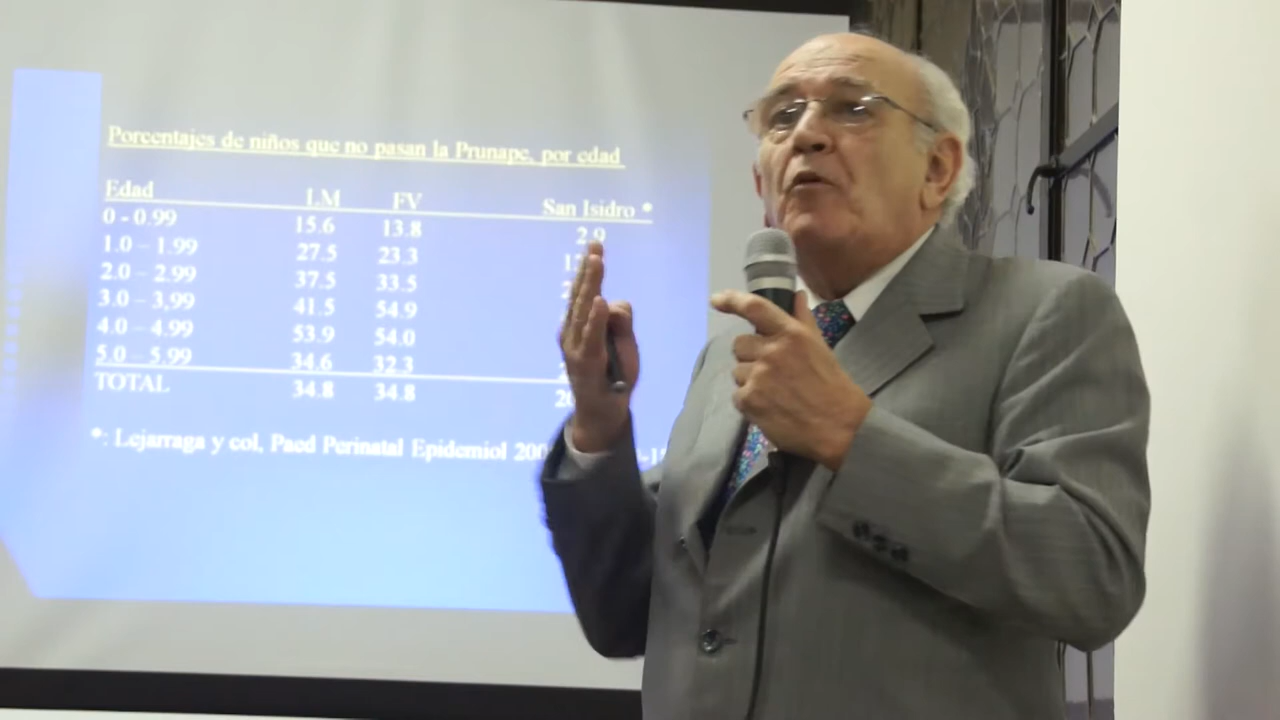 Porcentajes de niños que no pasan la Prunape, por edad
Edad LM FV San Isidro *
0 - 0.99 15.6 13.8 2.9
1.0 – 1.99 27.5 23.3
2.0 – 2.99 37.5 33.5
3.0 – 3,99 41.5 54.9
4.0 – 4.99 53.9 54.0
5.0 – 5.99 34.6 32.3
TOTAL 34.8 34.8
*: Lejarraga y col, Paed Perinatal Epidemiol